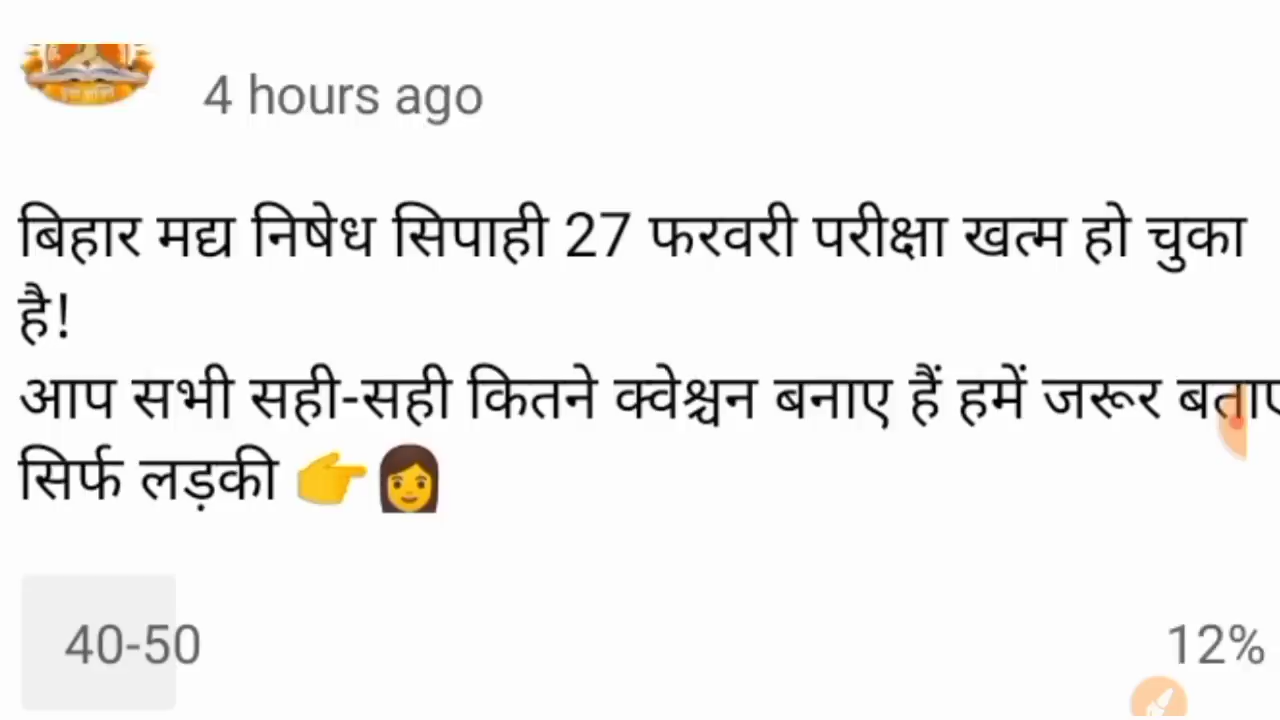 4 hours ago
बिहार मद्य निषेध सिपाही 27 फरवरी परीक्षा खत्म हो चुका
है!
आप सभी सही-सही कितने क्वेश्चन बनाए हैं हमें जरूर बताए
सिर्फ लड़की 👉👩
40-50
12%